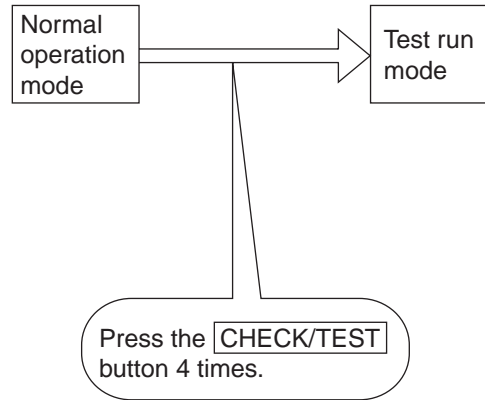 Normal
operation
mode
Test run
mode
Press the CHECK/TEST
button 4 times.